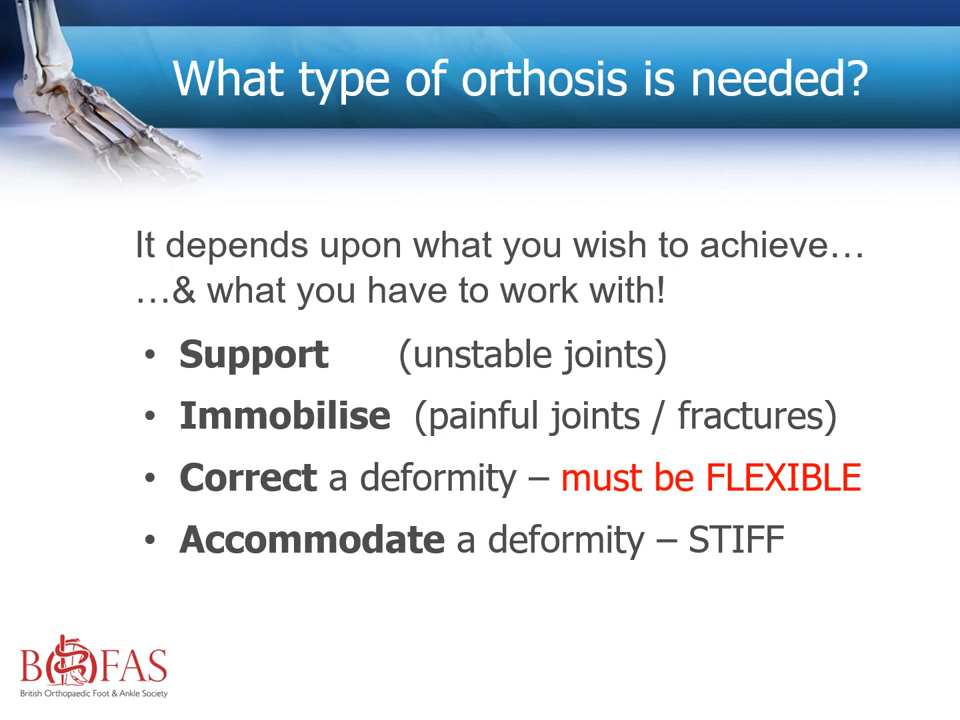 What type of orthosis is needed?
It depends upon what you wish to achieve…
…& what you have to work with!
• Support (unstable joints)
• Immobilise (painful joints / fractures)
• Correct a deformity – must be FLEXIBLE
• Accommodate a deformity – STIFF
BOFAS
British Orthopaedic Foot & Ankle Society